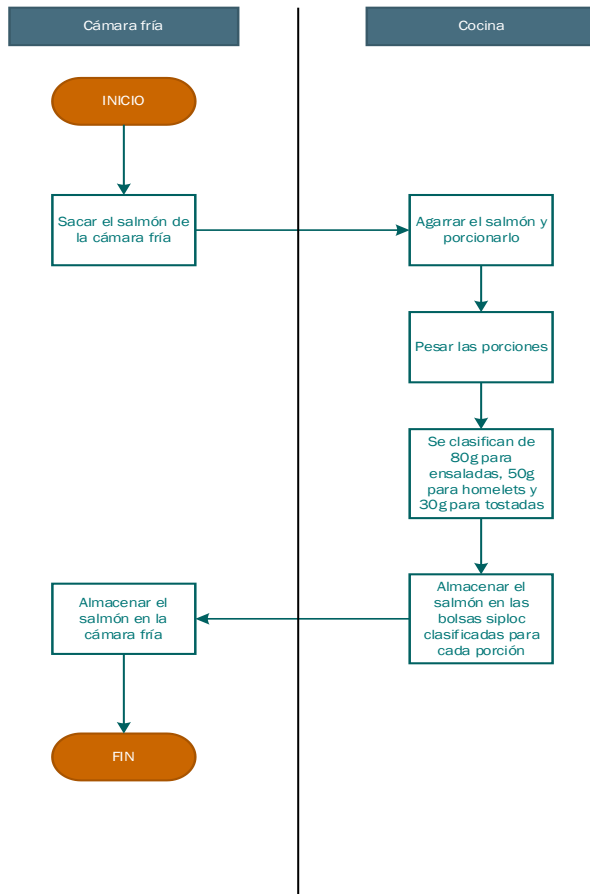 Cámara fría
Cocina
INICIO
Sacar el salmón de
la cámara fría
Agarrar el salmón y
porcionarlo
Pesar las porciones
Se clasifican de
80g para
ensaladas, 50g
para homelets y
30g para tostadas
Almacenar el
salmón en las
bolsas siploc
clasificadas para
cada porción
Almacenar el
salmón en la
cámara fría
FIN